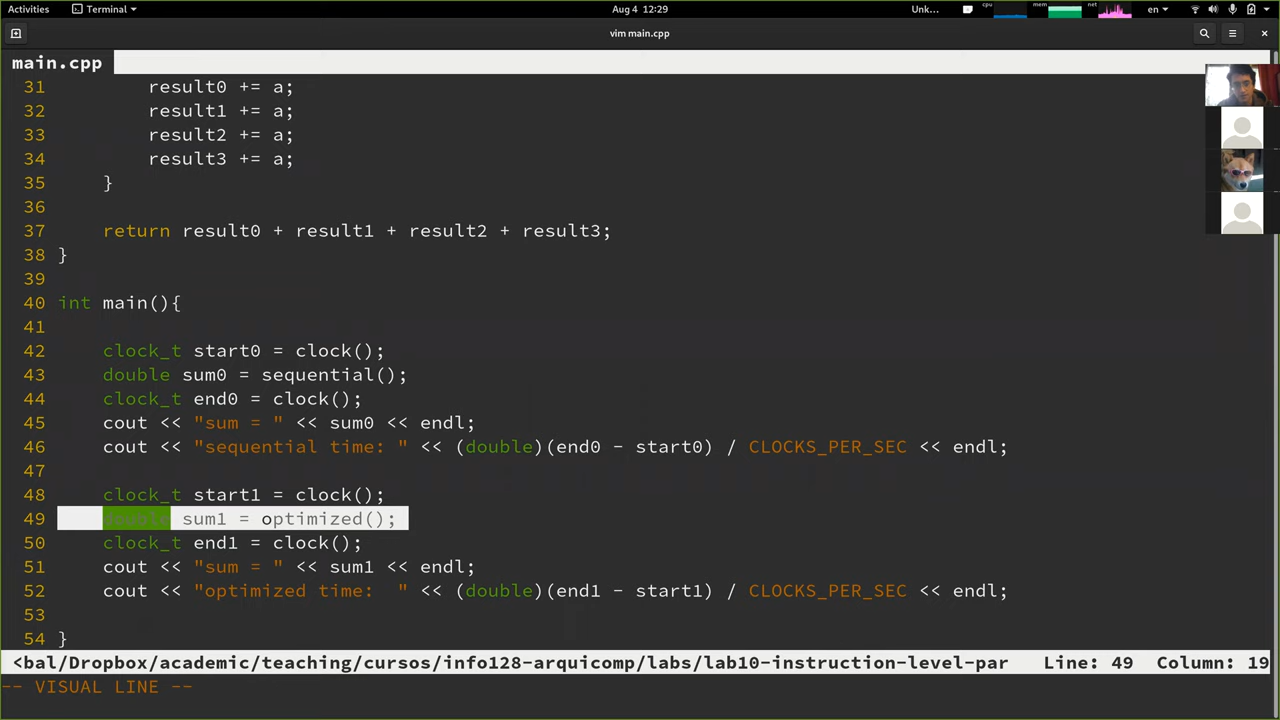 Activities Terminal Aug 4 12:29 Unk... cpu mem net en
vim main.cpp
main.cpp
31 result0 += a;
32 result1 += a;
33 result2 += a;
34 result3 += a;
35 }
36
37 return result0 + result1 + result2 + result3;
38 }
39
40 int main(){
41
42 clock_t start0 = clock();
43 double sum0 = sequential();
44 clock_t end0 = clock();
45 cout << "sum = " << sum0 << endl;
46 cout << "sequential time: " << (double)(end0 - start0) / CLOCKS_PER_SEC << endl;
47
48 clock_t start1 = clock();
49 double sum1 = optimized();
50 clock_t end1 = clock();
51 cout << "sum = " << sum1 << endl;
52 cout << "optimized time:  " << (double)(end1 - start1) / CLOCKS_PER_SEC << endl;
53
54 }
<bal/Dropbox/academic/teaching/cursos/info128-arquicomp/labs/lab10-instruction-level-par Line: 49 Column: 19
-- VISUAL LINE --